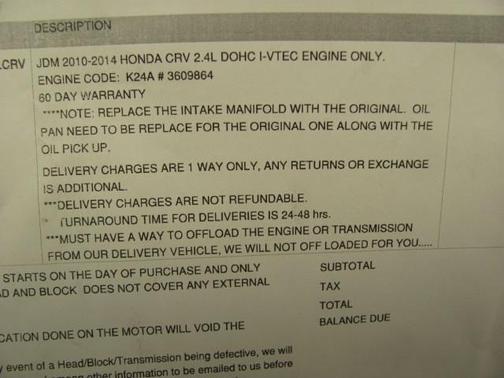 DESCRIPTION
CRV JDM 2010-2014 HONDA CRV 2.4L DOHC I-VTEC ENGINE ONLY.
ENGINE CODE: K24A # 3609864
60 DAY WARRANTY
****NOTE: REPLACE THE INTAKE MANIFOLD WITH THE ORIGINAL. OIL
PAN NEED TO BE REPLACE FOR THE ORIGINAL ONE ALONG WITH THE
OIL PICK UP.
DELIVERY CHARGES ARE 1 WAY ONLY, ANY RETURNS OR EXCHANGE
IS ADDITIONAL.
***DELIVERY CHARGES ARE NOT REFUNDABLE.
TURNAROUND TIME FOR DELIVERIES IS 24-48 hrs.
***MUST HAVE A WAY TO OFFLOAD THE ENGINE OR TRANSMISSION
FROM OUR DELIVERY VEHICLE, WE WILL NOT OFF LOADED FOR YOU.....
STARTS ON THE DAY OF PURCHASE AND ONLY SUBTOTAL
AD AND BLOCK DOES NOT COVER ANY EXTERNAL TAX
TOTAL
CATION DONE ON THE MOTOR WILL VOID THE BALANCE DUE
y event of a Head/Block/Transmission being defective, we will
other information to be emailed to us before